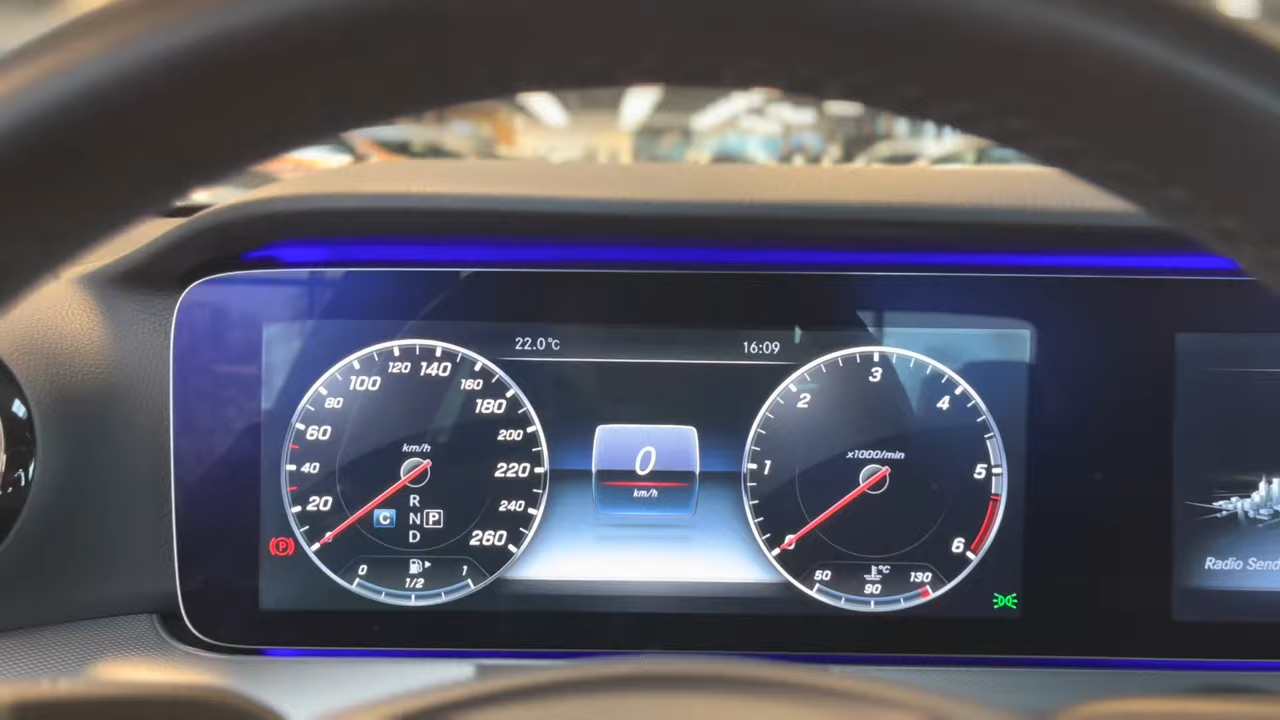 22.0°C
16:09
120 140
100 160
80 180
60 200
40 220
20 240
260
km/h
R
C N P
D
0 1/2 1
P
0
km/h
3
2 4
1 5
0 6
x1000/min
°C
50 90 130
Radio Send